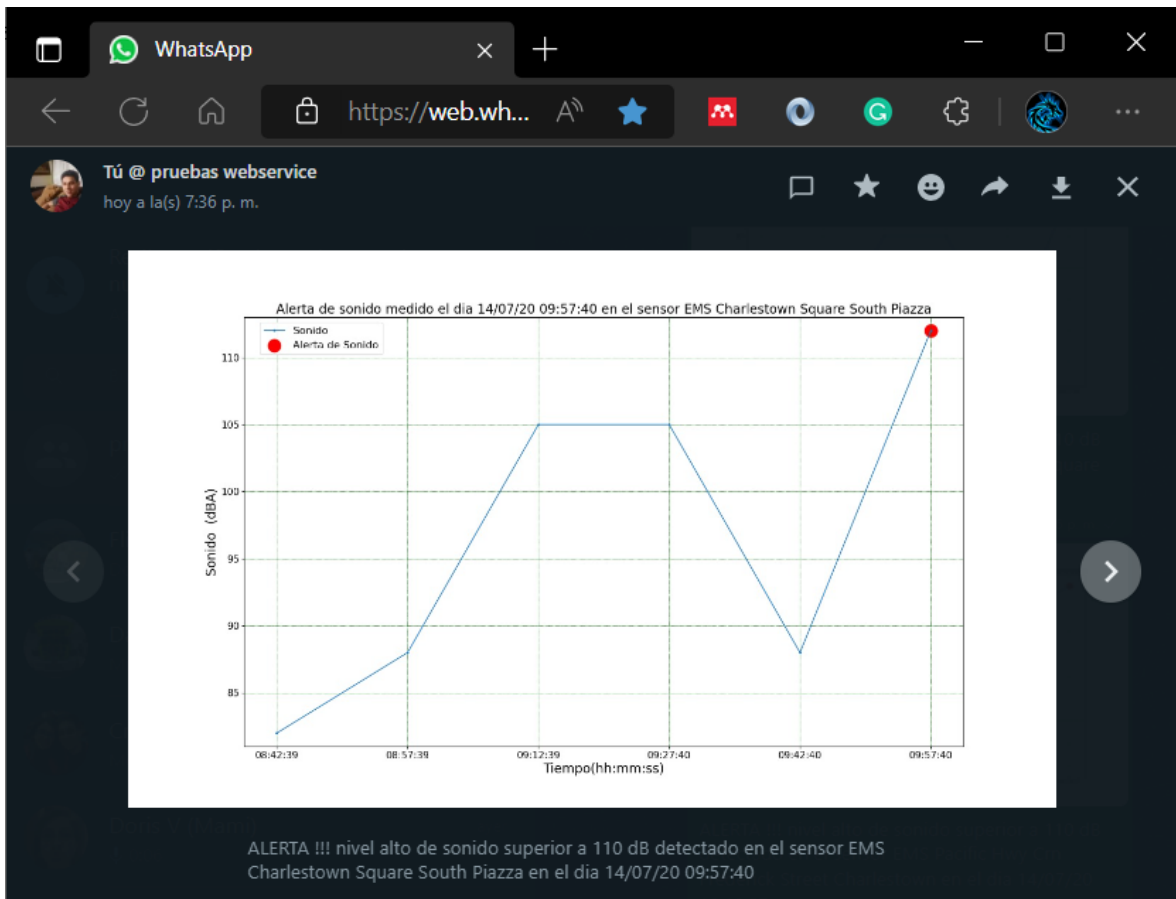 WhatsApp
https://web.wh...
Tú @ pruebas webservice
hoy a la(s) 7:36 p. m.
Alerta de sonido medido el dia 14/07/20 09:57:40 en el sensor EMS Charlestown Square South Piazza
Sonido
Alerta de Sonido
110
105
100
95
90
85
Sonido (dBA)
08:42:39 08:57:39 09:12:39 09:27:40 09:42:40 09:57:40
Tiempo(hh:mm:ss)
ALERTA !!! nivel alto de sonido superior a 110 dB detectado en el sensor EMS
Charlestown Square South Piazza en el dia 14/07/20 09:57:40